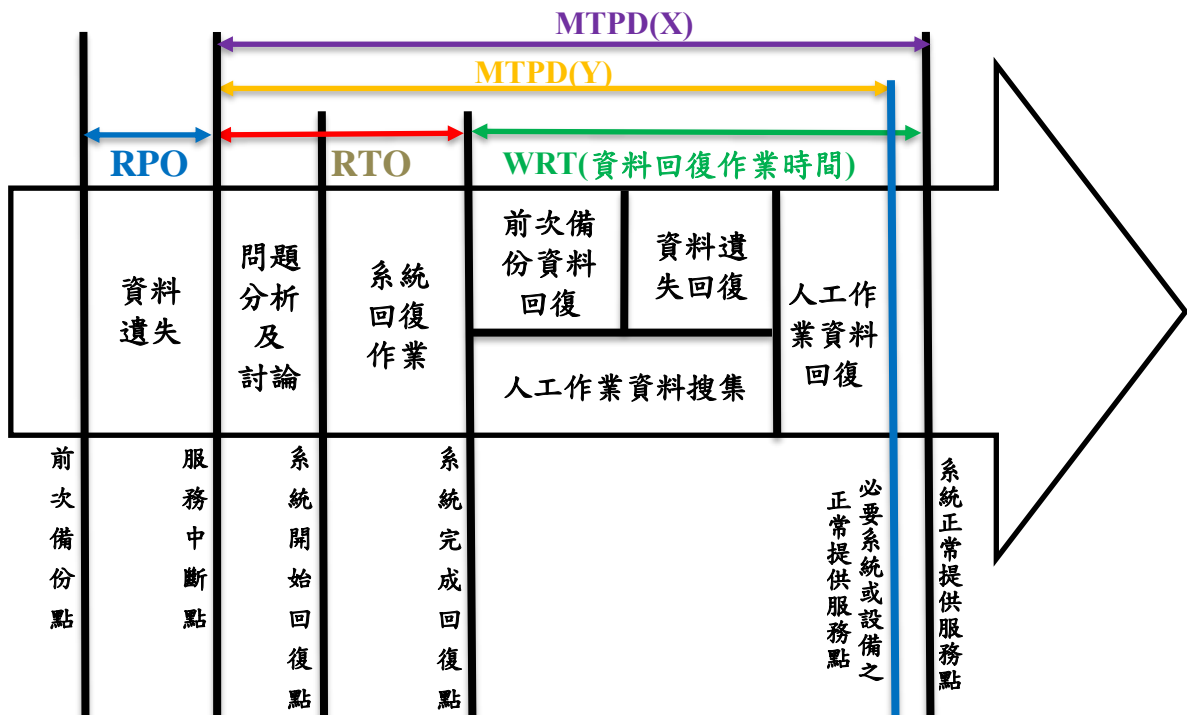 MTPD(X)
MTPD(Y)
RPO
RTO
WRT(資料回復作業時間)
資料
遺失
問題
分析
及
討論
系統
回復
作業
前次備
份資料
回復
資料遺
失回復
人工作業資料搜集
人工作
業資料
回復
前次備份點
服務中斷點
系統開始回復點
系統完成回復點
必要系統或設備之
正常提供服務點
系統正常提供服務點